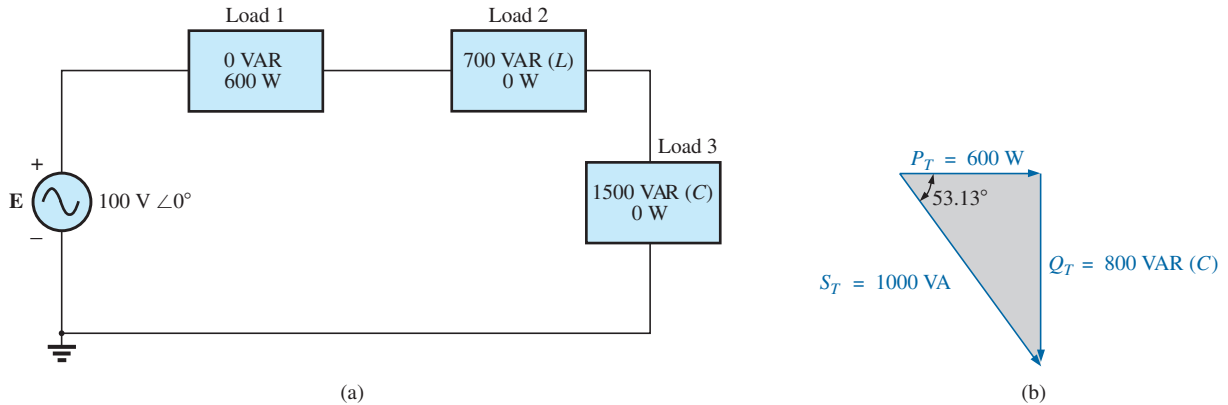 Load 1
0 VAR
600 W
Load 2
700 VAR (L)
0 W
Load 3
1500 VAR (C)
0 W
+
E
100 V ∠0°
–
(a)
P_T = 600 W
53.13°
Q_T = 800 VAR (C)
S_T = 1000 VA
(b)